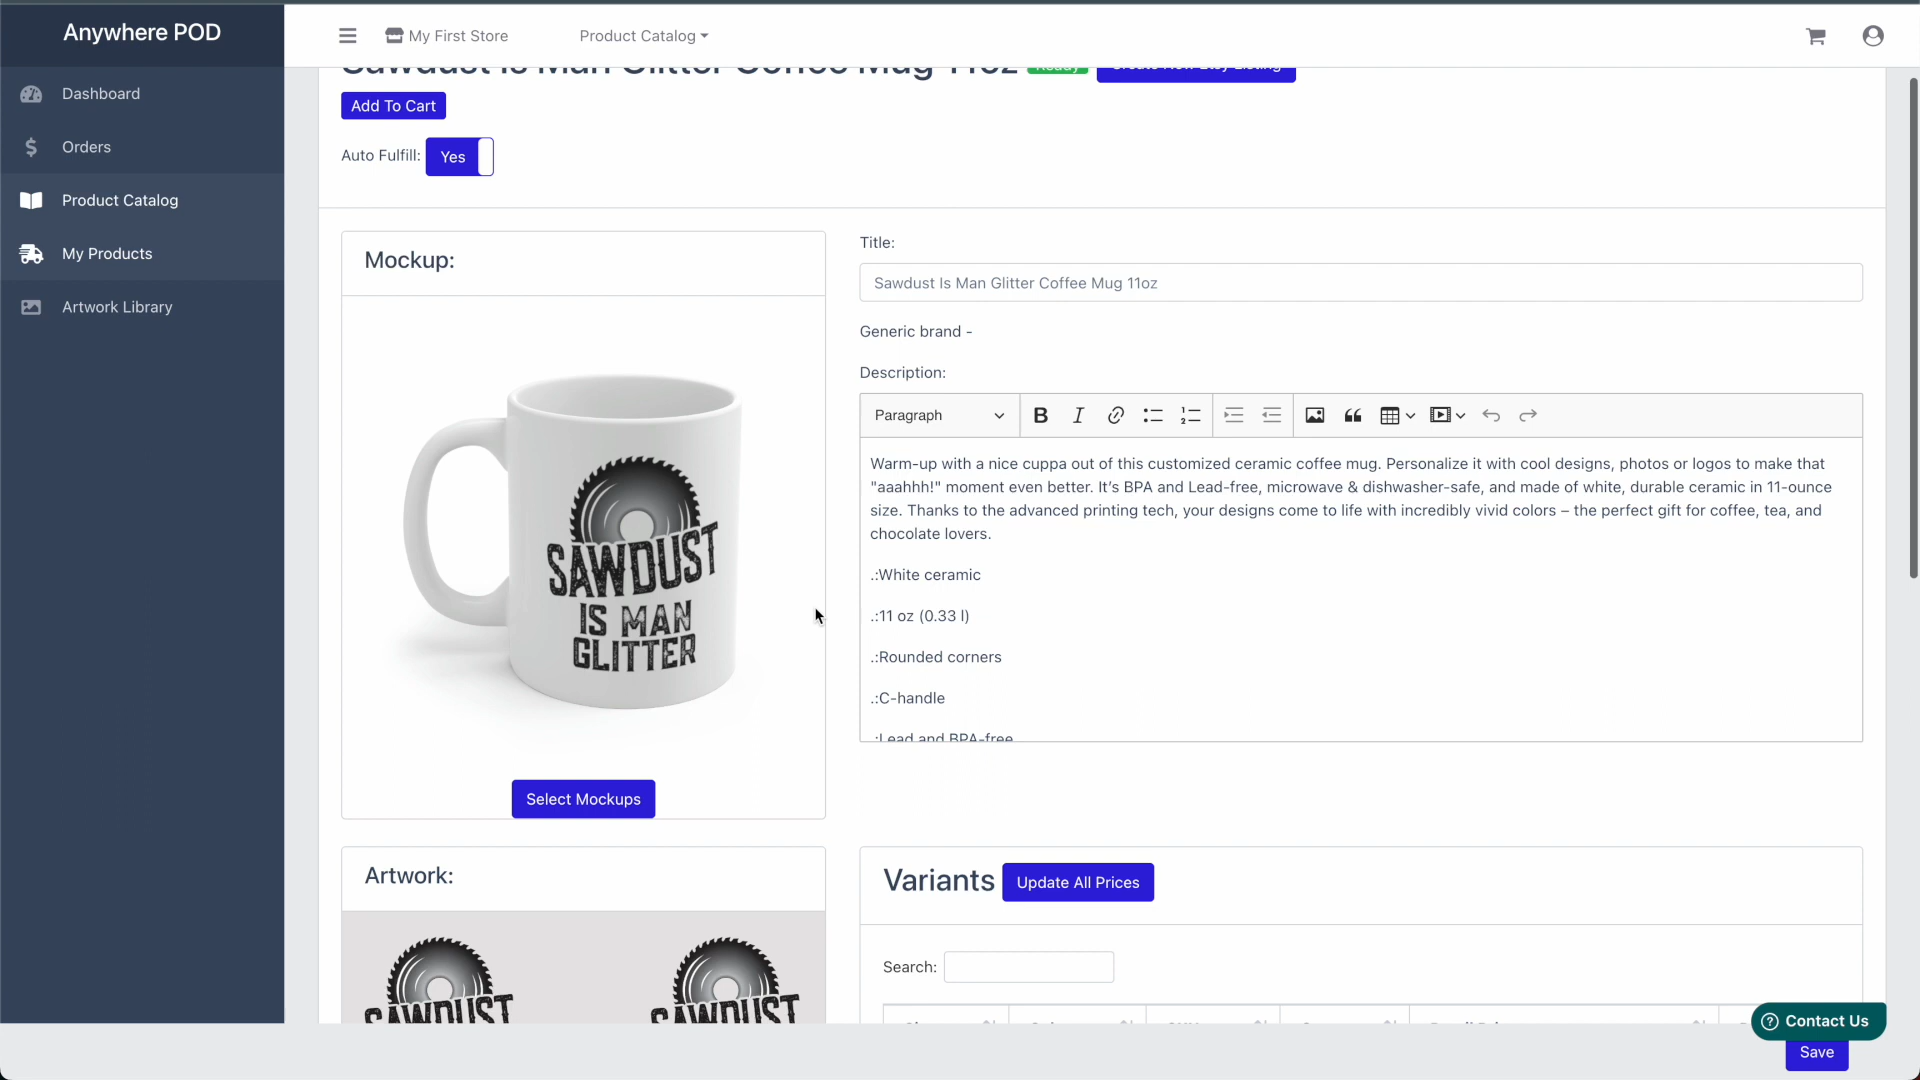 Anywhere POD
My First Store
Product Catalog
Dashboard
Orders
Product Catalog
My Products
Artwork Library
Sawdust Is Man Glitter Coffee Mug 11oz
Ready
Create New Etsy Listing
Add To Cart
Auto Fulfill: Yes
Mockup:
SAWDUST
IS MAN
GLITTER
Select Mockups
Title:
Sawdust Is Man Glitter Coffee Mug 11oz
Generic brand -
Description:
Paragraph
Warm-up with a nice cuppa out of this customized ceramic coffee mug. Personalize it with cool designs, photos or logos to make that
"aaahhh!" moment even better. It’s BPA and Lead-free, microwave & dishwasher-safe, and made of white, durable ceramic in 11-ounce
size. Thanks to the advanced printing tech, your designs come to life with incredibly vivid colors – the perfect gift for coffee, tea, and
chocolate lovers.
.:White ceramic
.:11 oz (0.33 l)
.:Rounded corners
.:C-handle
.:Lead and BPA-free
Artwork:
SAWDUST
SAWDUST
Variants
Update All Prices
Search:
Contact Us
Save